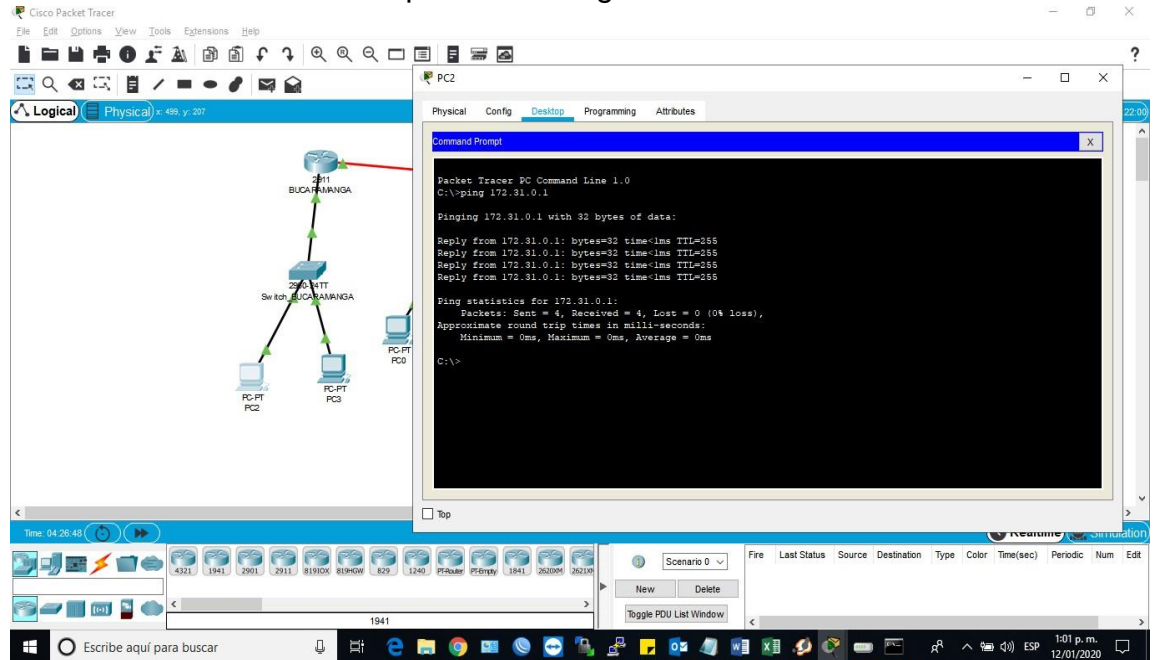 Cisco Packet Tracer
File Edit Options View Tools Extensions Help
?
Logical Physical x: 499, y: 207
22:00
2911
BUCARAMANGA
Switch_BUCARAMANGA
PC-PT
PC2
PC-PT
PC3
PC-PT
PC0
PC2
Physical Config Desktop Programming Attributes
Command Prompt X
Packet Tracer PC Command Line 1.0
C:\>ping 172.31.0.1
Pinging 172.31.0.1 with 32 bytes of data:
Reply from 172.31.0.1: bytes=32 time<1ms TTL=255
Reply from 172.31.0.1: bytes=32 time<1ms TTL=255
Reply from 172.31.0.1: bytes=32 time<1ms TTL=255
Reply from 172.31.0.1: bytes=32 time<1ms TTL=255
Ping statistics for 172.31.0.1:
Packets: Sent = 4, Received = 4, Lost = 0 (0% loss),
Approximate round trip times in milli-seconds:
Minimum = 0ms, Maximum = 0ms, Average = 0ms
C:\>
Top
Time: 04:26:48
Realtime Simulation
4321 1941 2901 2911 819IOX 819HGW 829 1240 PT-Router PT-Empty 1841 2620XM 2621XM
1941
Scenario 0
New Delete
Toggle PDU List Window
Fire Last Status Source Destination Type Color Time(sec) Periodic Num Edit
Escribe aquí para buscar
ESP
1:01 p. m.
12/01/2020